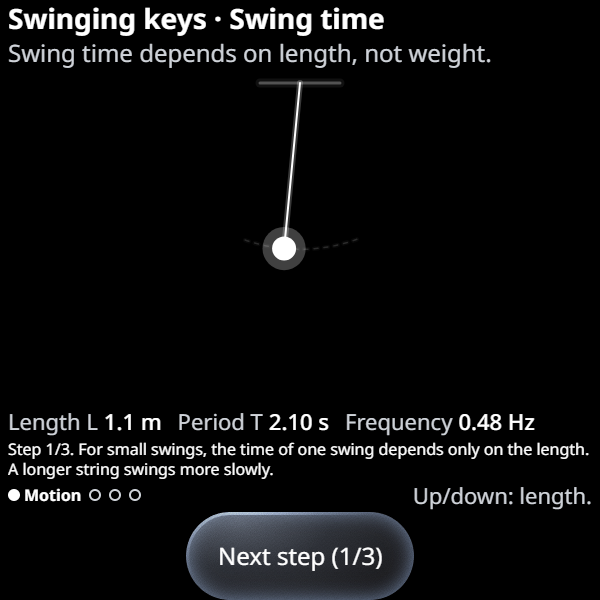 Swinging keys · Swing time
Swing time depends on length, not weight.
Length L 1.1 m Period T 2.10 s Frequency 0.48 Hz
Step 1/3. For small swings, the time of one swing depends only on the length.
A longer string swings more slowly.
Motion
Up/down: length.
Next step (1/3)